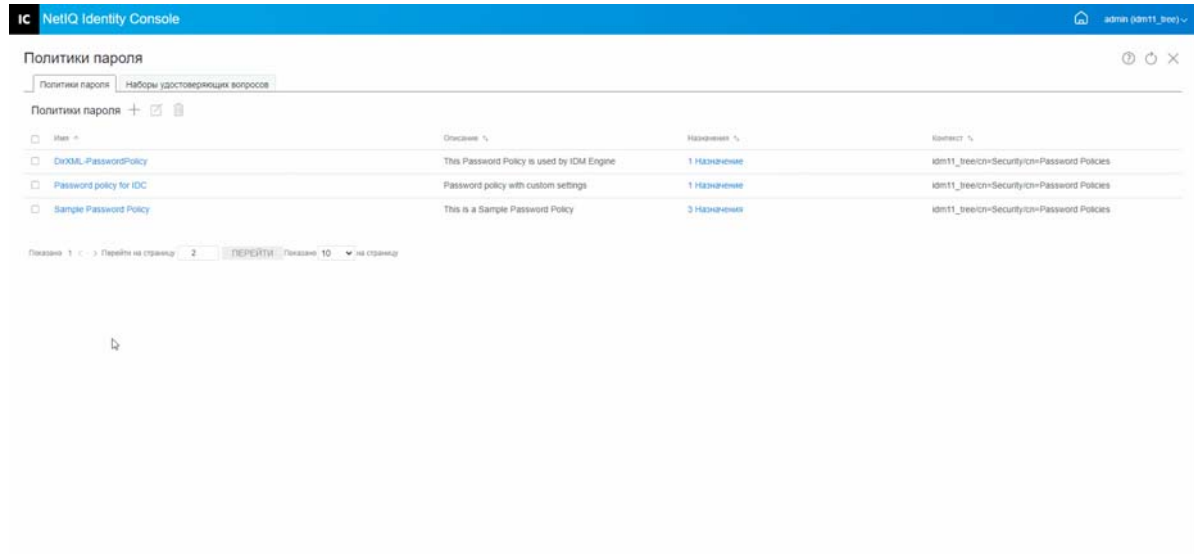 IC NetIQ Identity Console admin (idm11_tree)
Политики пароля
Политики пароля Наборы удостоверяющих вопросов
Политики пароля
Имя Описание Назначения Контекст
DirXML-PasswordPolicy This Password Policy is used by IDM Engine 1 Назначение idm11_tree/cn=Security/cn=Password Policies
Password policy for IDC Password policy with custom settings 1 Назначение idm11_tree/cn=Security/cn=Password Policies
Sample Password Policy This is a Sample Password Policy 3 Назначения idm11_tree/cn=Security/cn=Password Policies
Показано 1 < - > Перейти на страницу 2 ПЕРЕЙТИ Показано 10 на страницу